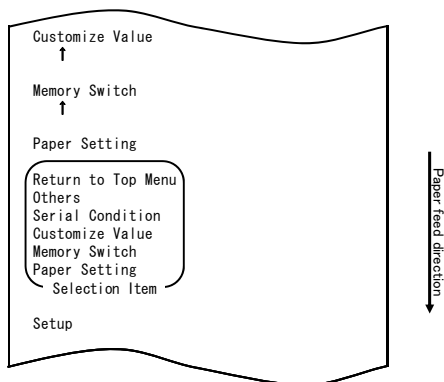 Customize Value
↑
Memory Switch
↑
Paper Setting
Return to Top Menu
Others
Serial Condition
Customize Value
Memory Switch
Paper Setting
Selection Item
Setup
Paper feed direction